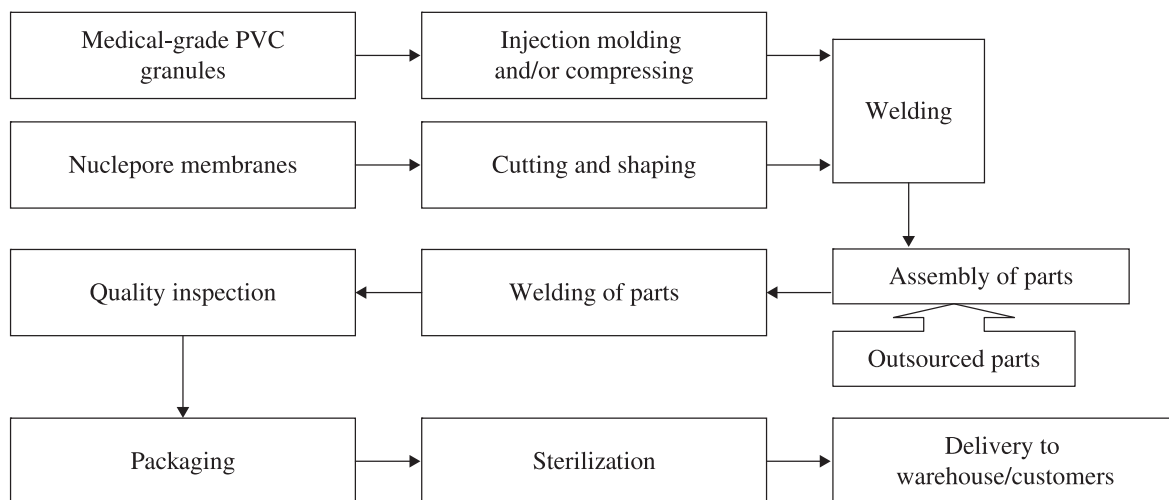 Medical-grade PVC
granules
Injection molding
and/or compressing
Welding
Nuclepore membranes
Cutting and shaping
Quality inspection
Welding of parts
Assembly of parts
Outsourced parts
Packaging
Sterilization
Delivery to
warehouse/customers